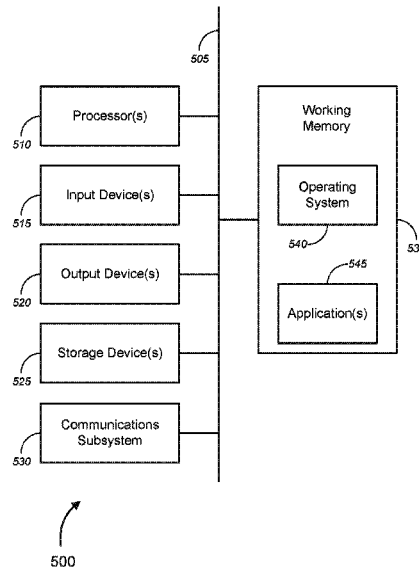 505
Processor(s)
510
Input Device(s)
515
Output Device(s)
520
Storage Device(s)
525
Communications
Subsystem
530
Working
Memory
Operating
System
540
545
Application(s)
53
500